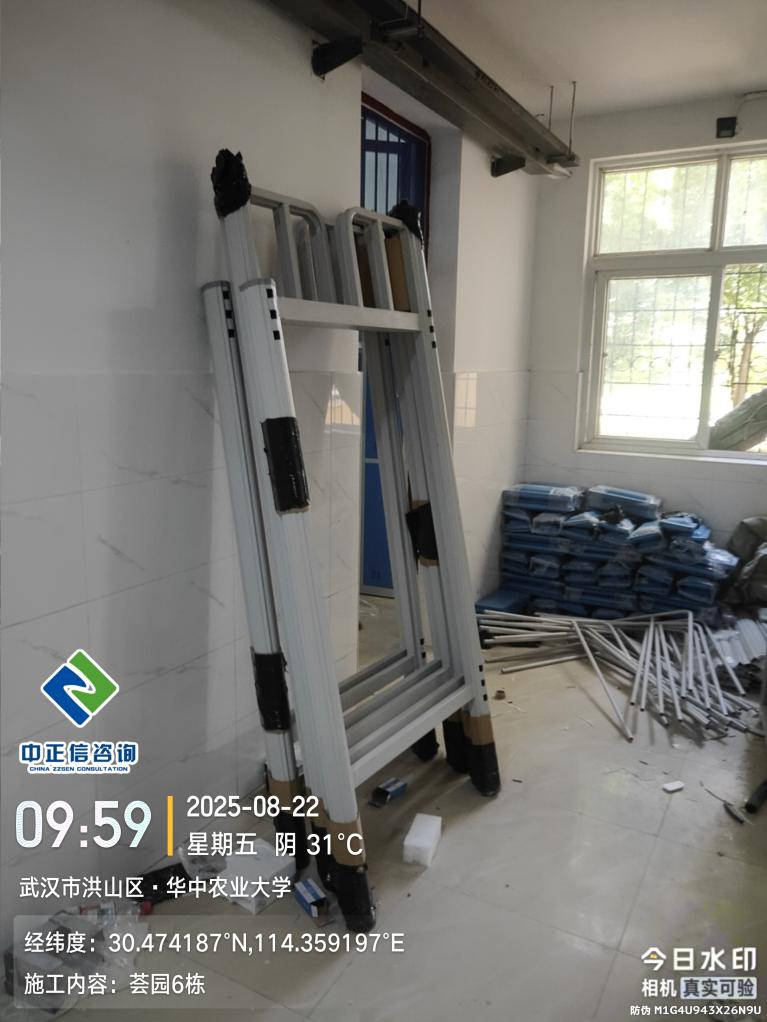 中正信咨询
CHINA ZZSEN CONSULTATION
09:59
2025-08-22
星期五 阴 31℃
武汉市洪山区·华中农业大学
经纬度：30.474187°N,114.359197°E
施工内容：荟园6栋
今日水印
相机 真实可验
防伪 M1G4U943X26N9U